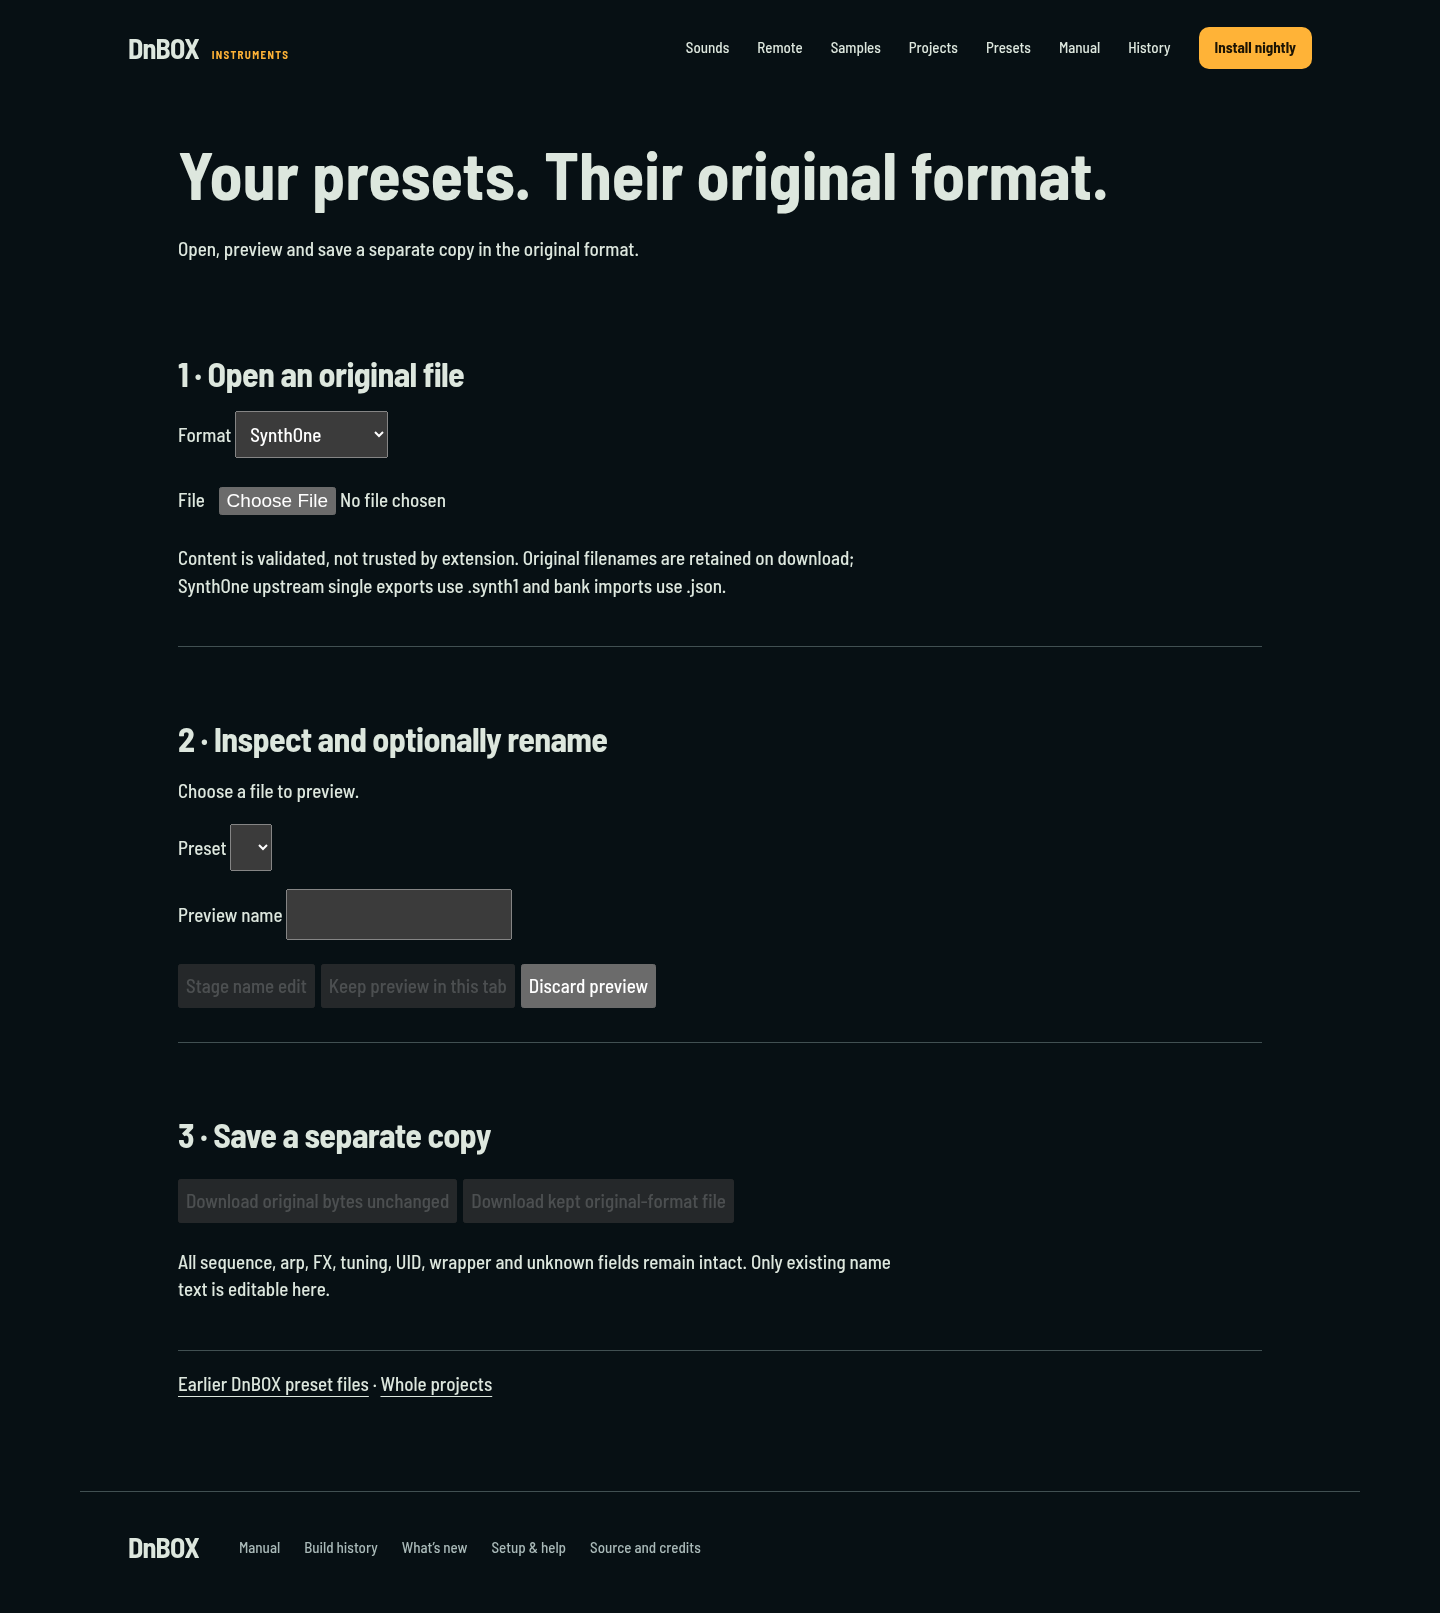 DnBOX INSTRUMENTS Sounds Remote Samples Projects Presets Manual History Install nightly
Your presets. Their original format.
Open, preview and save a separate copy in the original format.
1 · Open an original file
Format SynthOne
File Choose File No file chosen
Content is validated, not trusted by extension. Original filenames are retained on download;
SynthOne upstream single exports use .synth1 and bank imports use .json.
2 · Inspect and optionally rename
Choose a file to preview.
Preset
Preview name
Stage name edit Keep preview in this tab Discard preview
3 · Save a separate copy
Download original bytes unchanged Download kept original-format file
All sequence, arp, FX, tuning, UID, wrapper and unknown fields remain intact. Only existing name
text is editable here.
Earlier DnBOX preset files · Whole projects
DnBOX Manual Build history What's new Setup & help Source and credits